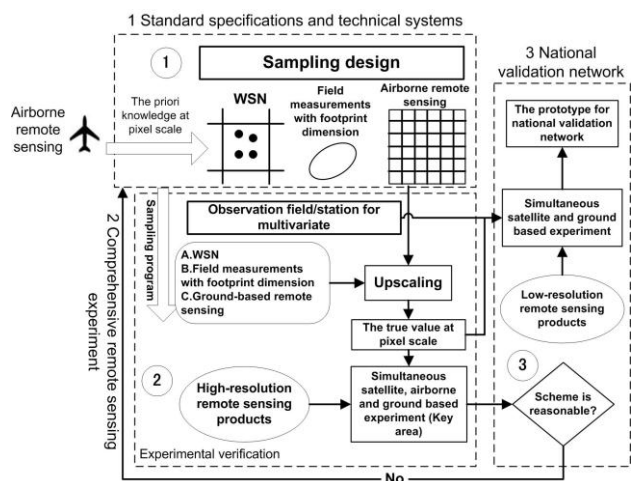 1 Standard specifications and technical systems
1
Sampling design
3 National
validation network
Airborne
remote
sensing
The priori
knowledge at
pixel scale
WSN
Field
measurements
with footprint
dimension
Airborne remote
sensing
The prototype for
national validation
network
2 Comprehensive remote sensing
experiment
Sampling program
Observation field/station for
multivariate
Simultaneous
satellite and ground
based experiment
A.WSN
B.Field measurements
with footprint dimension
C.Ground-based remote
sensing
Upscaling
The true value at
pixel scale
Low-resolution
remote sensing
products
2
High-resolution
remote sensing
products
Simultaneous
satellite, airborne
and ground based
experiment (Key
area)
3
Scheme is
reasonable?
Experimental verification
No